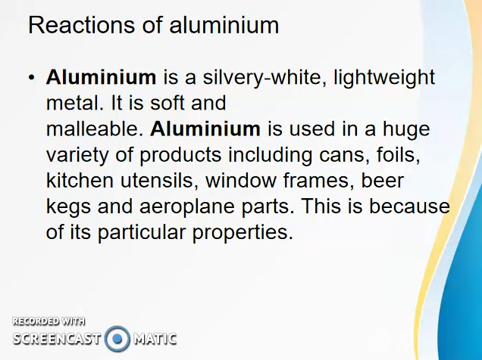 Reactions of aluminium
• Aluminium is a silvery-white, lightweight
metal. It is soft and
malleable. Aluminium is used in a huge
variety of products including cans, foils,
kitchen utensils, window frames, beer
kegs and aeroplane parts. This is because
of its particular properties.
RECORDED WITH
SCREENCAST MATIC